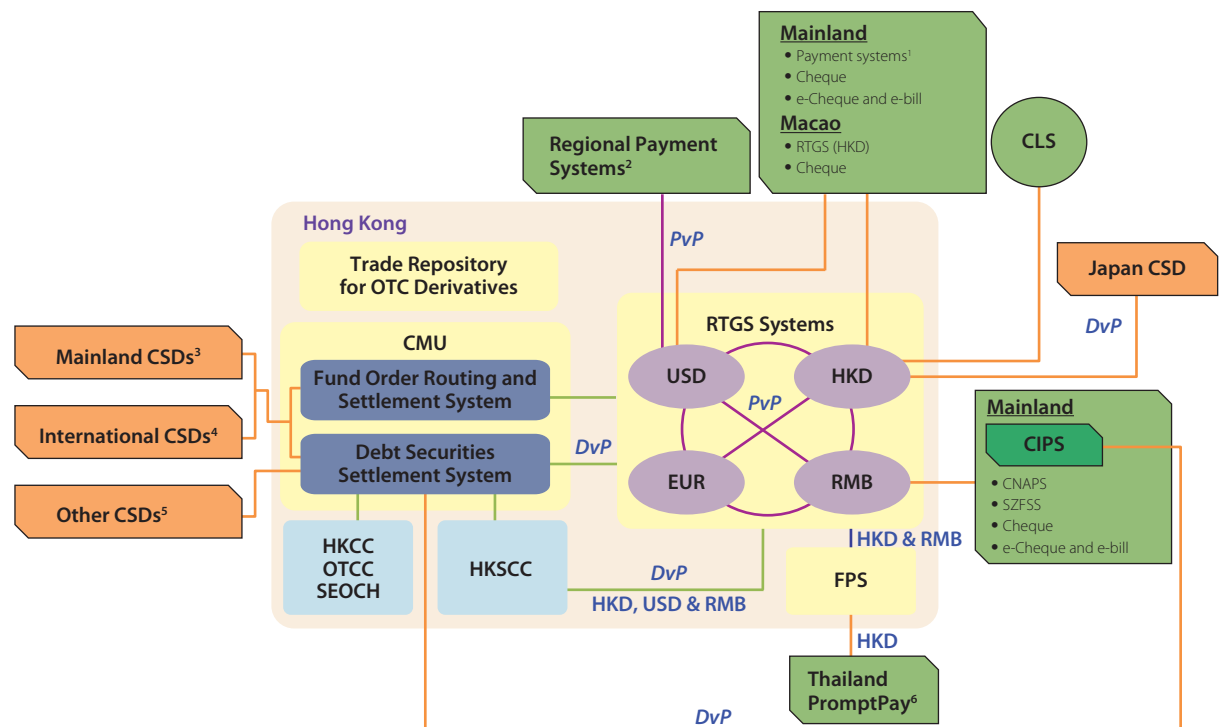 Mainland
• Payment systems¹
• Cheque
• e-Cheque and e-bill
Macao
• RTGS (HKD)
• Cheque
CLS
Regional Payment
Systems²
Hong Kong
PvP
Trade Repository
for OTC Derivatives
Japan CSD
DvP
RTGS Systems
Mainland CSDs³
CMU
Fund Order Routing and
Settlement System
USD
HKD
PvP
International CSDs⁴
Debt Securities
Settlement System
DvP
EUR
RMB
Mainland
CIPS
• CNAPS
• SZFSS
• Cheque
• e-Cheque and e-bill
Other CSDs⁵
HKCC
OTCC
SEOCH
HKSCC
DvP
HKD, USD & RMB
HKD & RMB
FPS
HKD
Thailand
PromptPay⁶
DvP